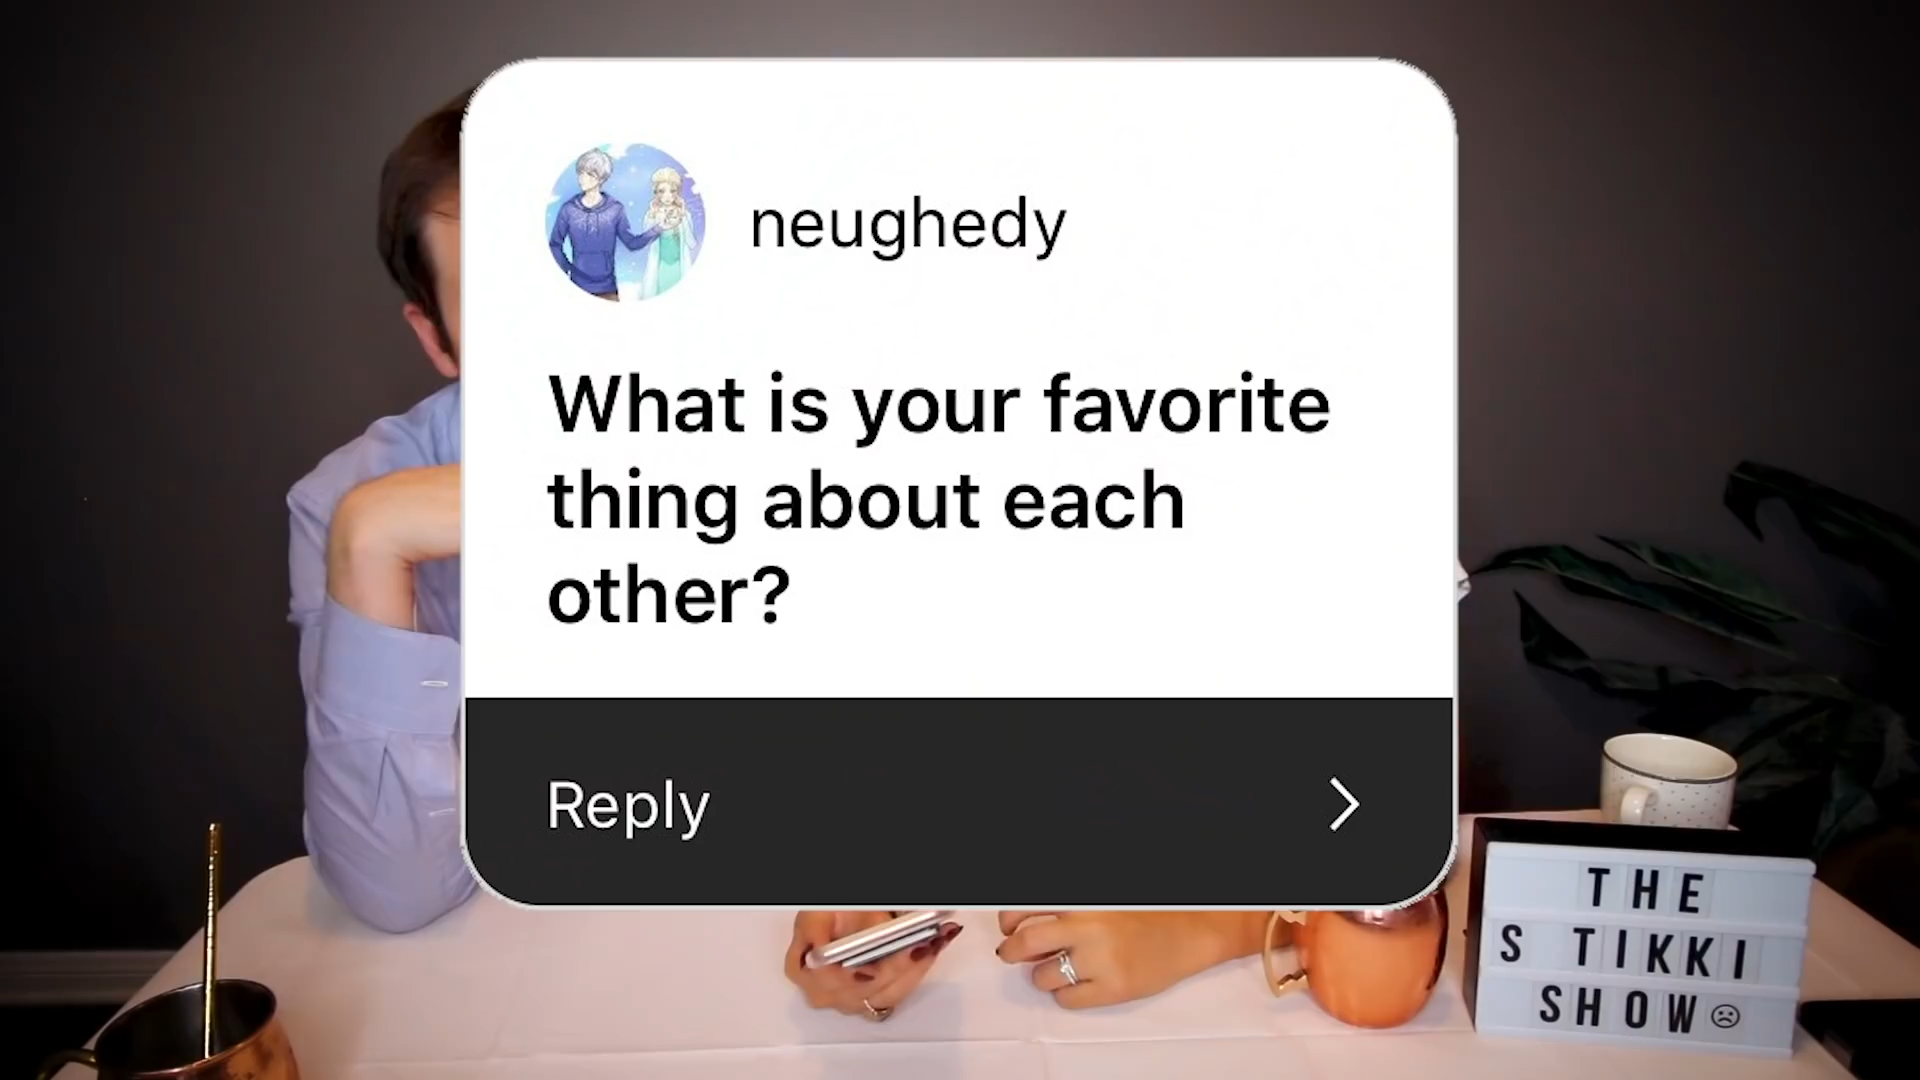 neughedy
What is your favorite
thing about each
other?
Reply
THE
S TIKKI
SHOW☹